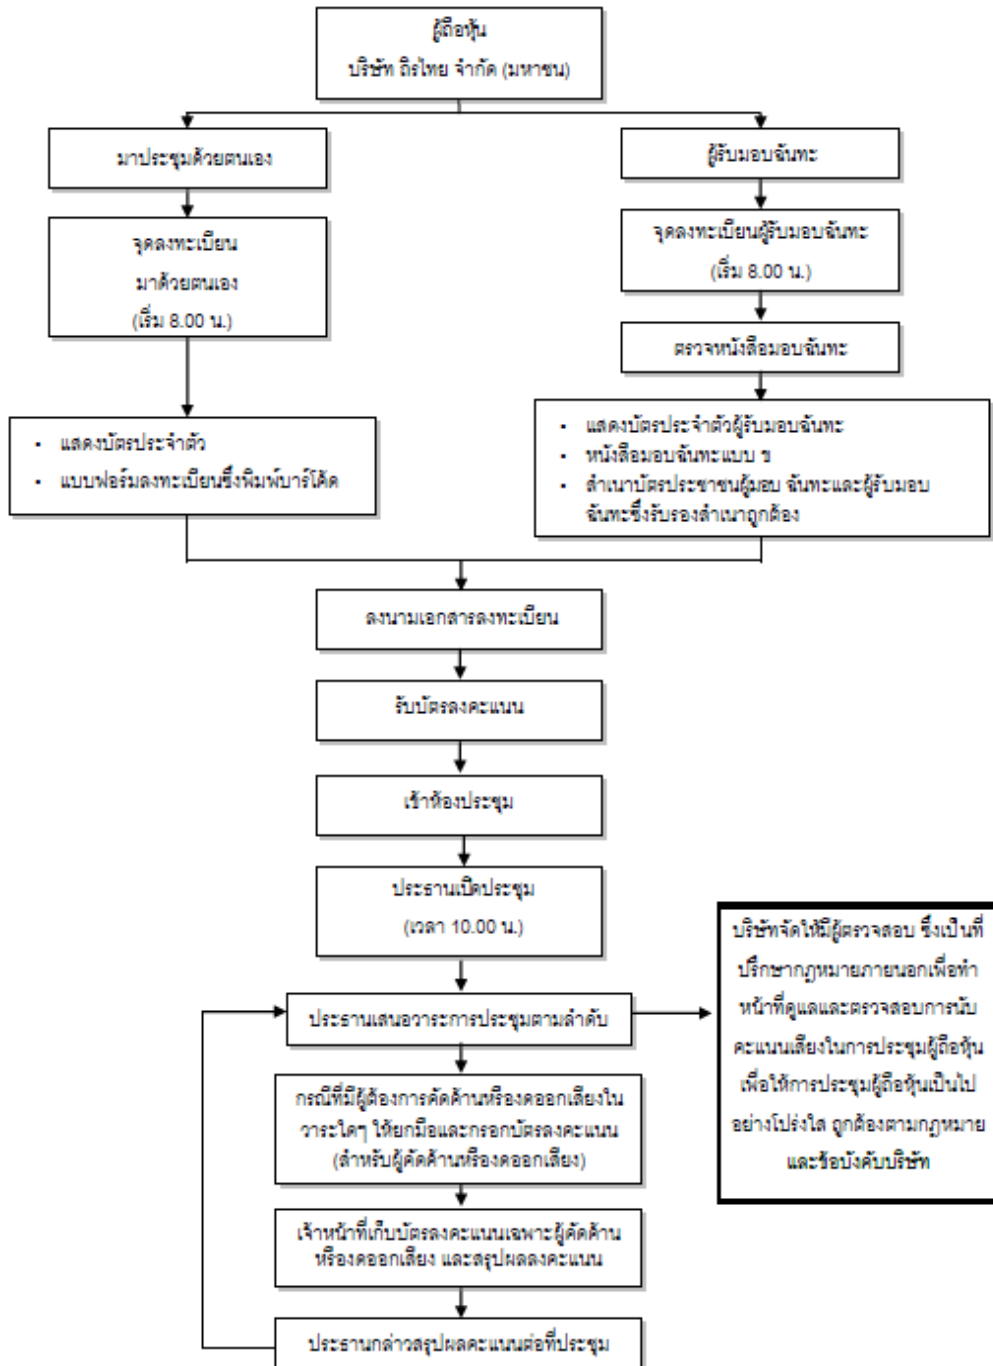 ผู้ถือหุ้น
บริษัท ถิรไทย จำกัด (มหาชน)
มาประชุมด้วยตนเอง
ผู้รับมอบฉันทะ
จุดลงทะเบียน
มาด้วยตนเอง
(เริ่ม 8.00 น.)
จุดลงทะเบียนผู้รับมอบฉันทะ
(เริ่ม 8.00 น.)
ตรวจหนังสือมอบฉันทะ
▪ แสดงบัตรประจำตัว
▪ แบบฟอร์มลงทะเบียนซึ่งพิมพ์บาร์โค้ด
▪ แสดงบัตรประจำตัวผู้รับมอบฉันทะ
▪ หนังสือมอบฉันทะแบบ ข
▪ สำเนาบัตรประชาชนผู้มอบ ฉันทะและผู้รับมอบ
ฉันทะซึ่งรับรองสำเนาถูกต้อง
ลงนามเอกสารลงทะเบียน
รับบัตรลงคะแนน
เข้าห้องประชุม
ประธานเปิดประชุม
(เวลา 10.00 น.)
ประธานเสนอวาระการประชุมตามลำดับ
กรณีที่มีผู้ต้องการคัดค้านหรืองดออกเสียงใน
วาระใดๆ ให้ยกมือและกรอกบัตรลงคะแนน
(สำหรับผู้คัดค้านหรืองดออกเสียง)
เจ้าหน้าที่เก็บบัตรลงคะแนนเฉพาะผู้คัดค้าน
หรืองดออกเสียง และสรุปผลลงคะแนน
ประธานกล่าวสรุปผลคะแนนต่อที่ประชุม
บริษัทจัดให้มีผู้ตรวจสอบ ซึ่งเป็นที่
ปรึกษากฎหมายภายนอกเพื่อทำ
หน้าที่ดูแลและตรวจสอบการนับ
คะแนนเสียงในการประชุมผู้ถือหุ้น
เพื่อให้การประชุมผู้ถือหุ้นเป็นไป
อย่างโปร่งใส ถูกต้องตามกฎหมาย
และข้อบังคับบริษัท